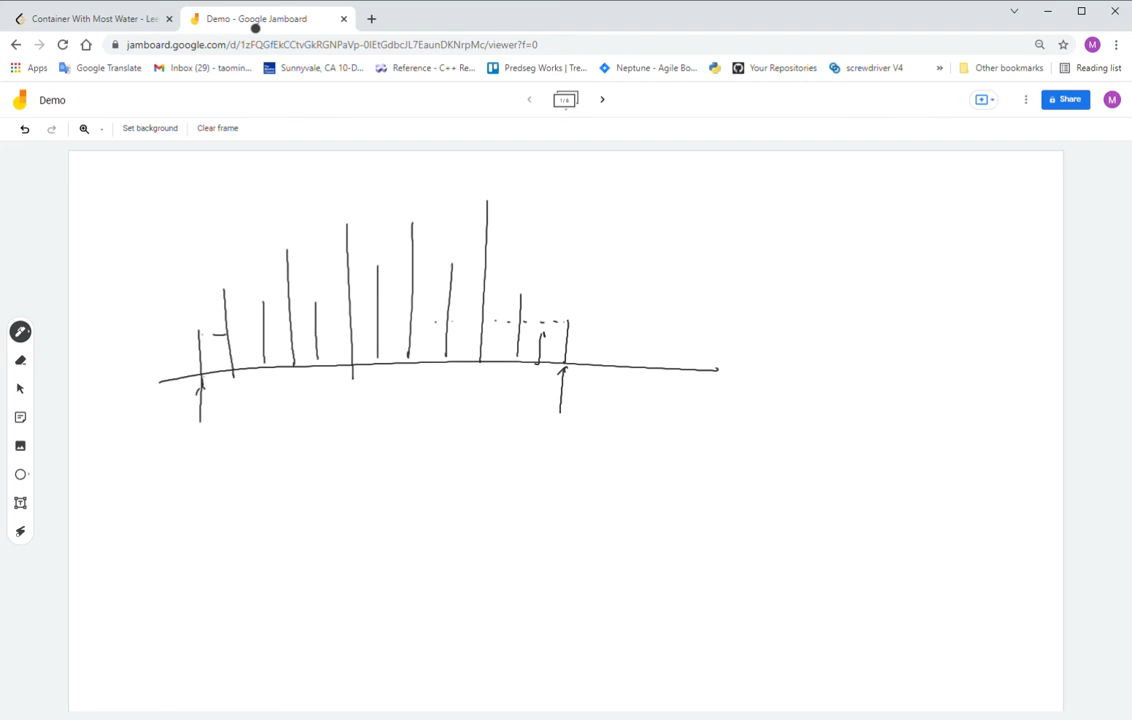 Container With Most Water - Lee
Demo - Google Jamboard
jamboard.google.com/d/1zFQGfEkCCtvGkRGNPaVp-0IEtGdbcJL7EaunDKNrpMc/viewer?f=0
M
Apps
Google Translate
Inbox (29) - taomin...
Sunnyvale, CA 10-D...
Reference - C++ Re...
Predseg Works | Tre...
Neptune - Agile Bo...
Your Repositories
screwdriver V4
»
Other bookmarks
Reading list
Demo
1/8
Share
M
Set background
Clear frame